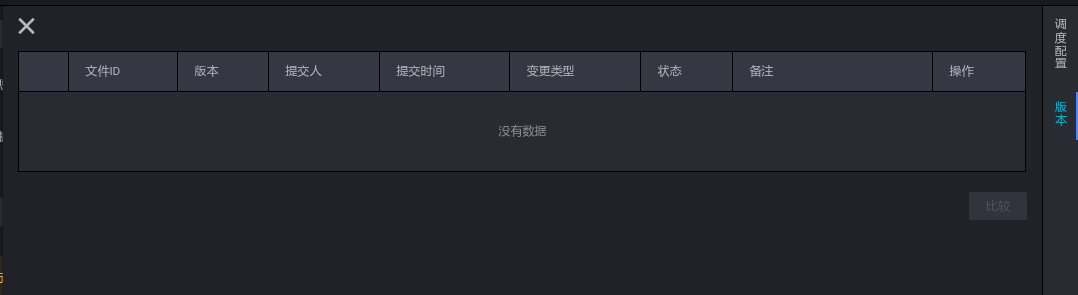 文件ID 版本 提交人 提交时间 变更类型 状态 备注 操作
没有数据
比较
调度配置
版本